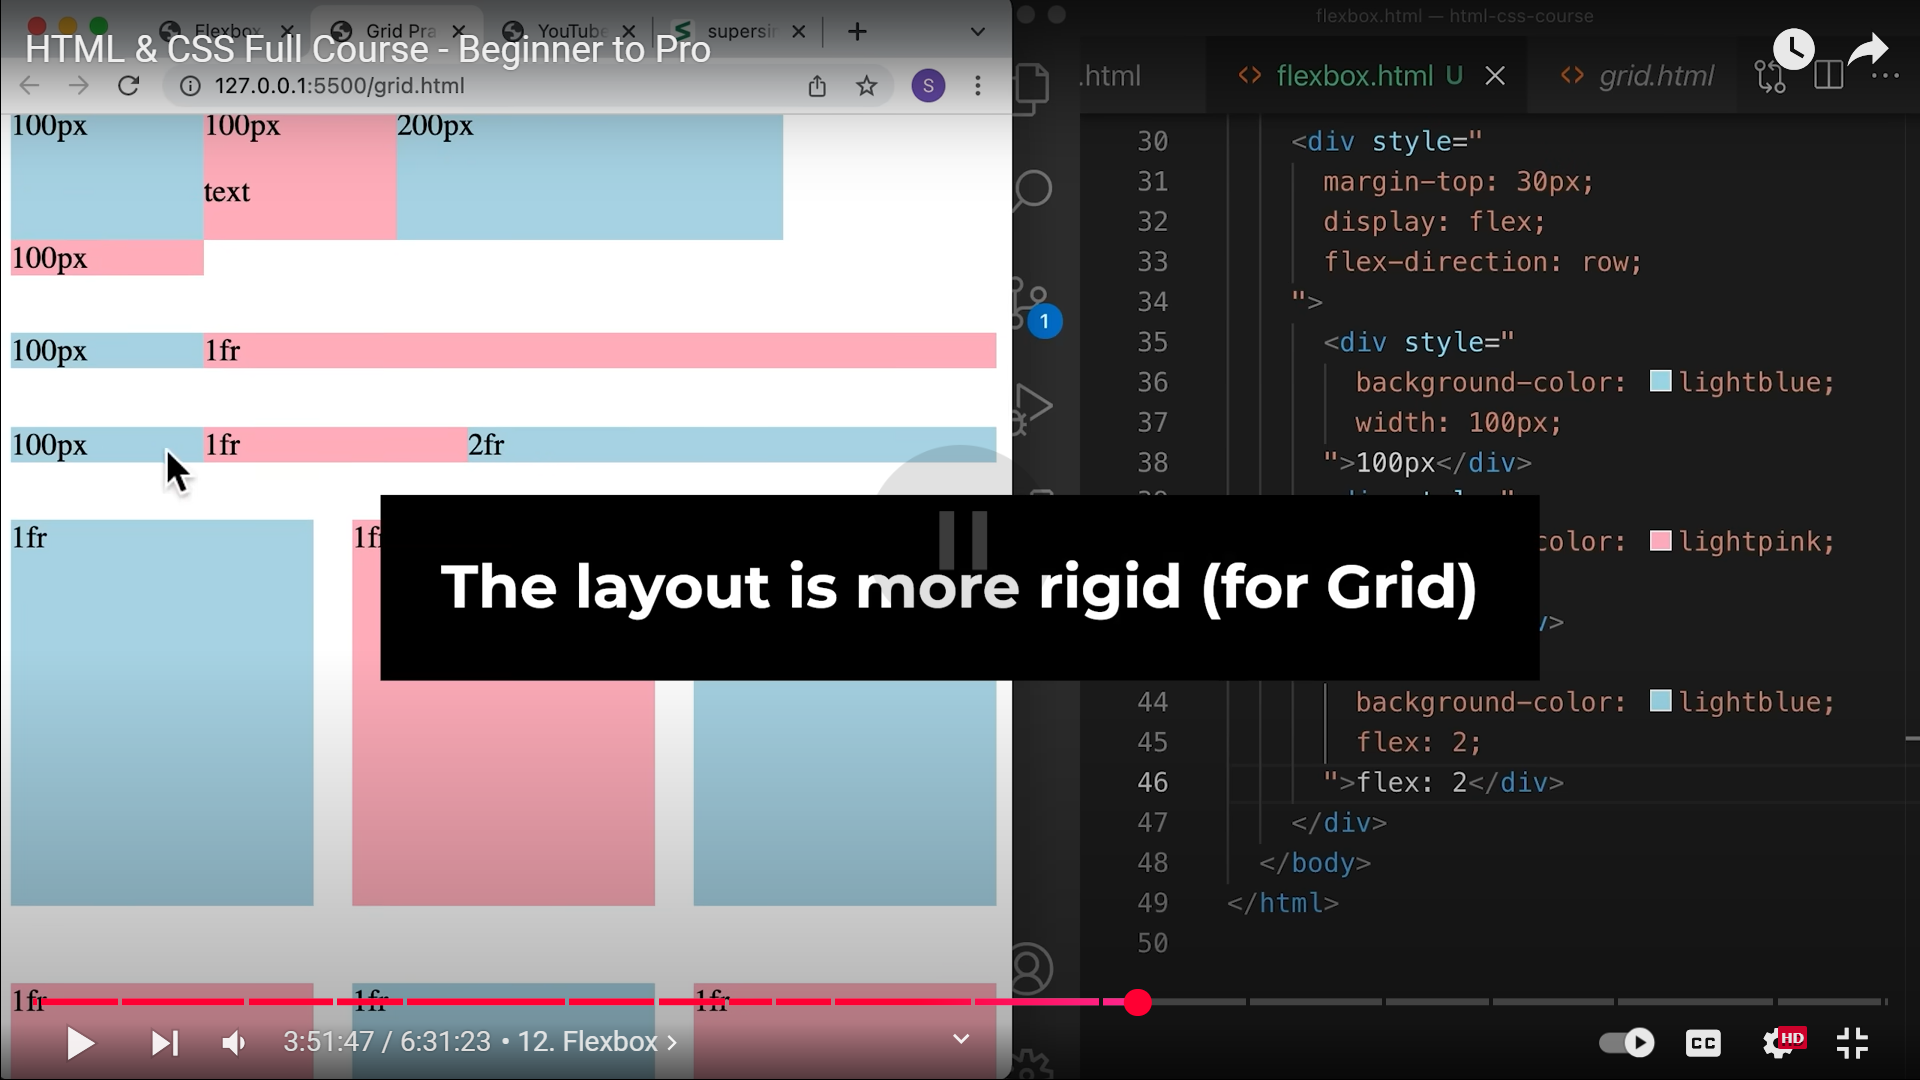 Flexbox
Grid Pra
YouTube
supersim
HTML & CSS Full Course - Beginner to Pro
127.0.0.1:5500/grid.html
S
100px
100px
200px
text
100px
100px
1fr
100px
1fr
2fr
1fr
The layout is more rigid (for Grid)
1fr
1fr
1fr
flexbox.html — html-css-course
.html
flexbox.html U
grid.html
1
30 <div style="
31 margin-top: 30px;
32 display: flex;
33 flex-direction: row;
34 ">
35 <div style="
36 background-color: lightblue;
37 width: 100px;
38 ">100px</div>
color: lightpink;
>
44 background-color: lightblue;
45 flex: 2;
46 ">flex: 2</div>
47 </div>
48 </body>
49 </html>
50
3:51:47 / 6:31:23 • 12. Flexbox
CC
HD